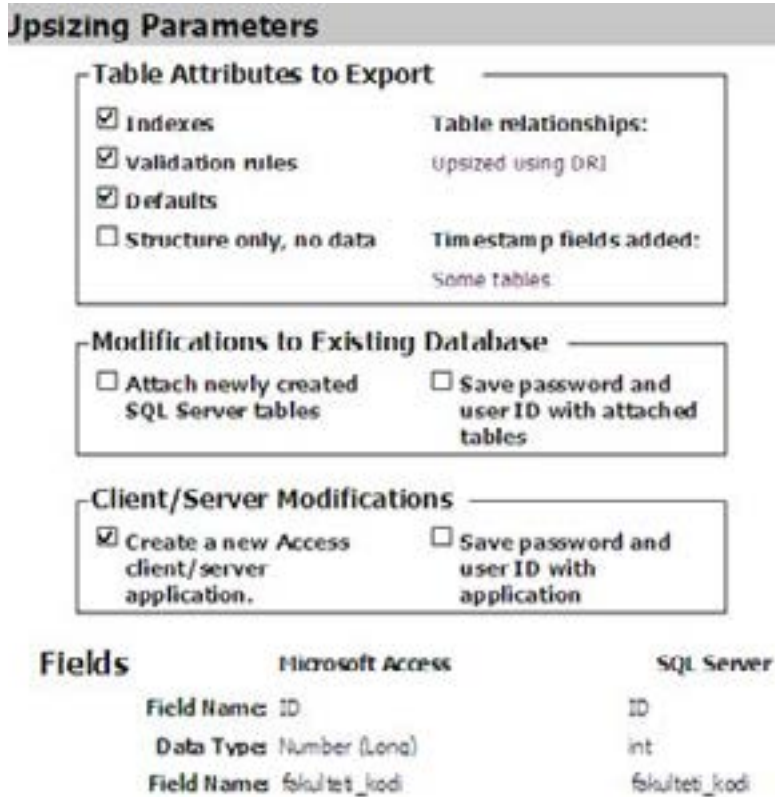 Upsizing Parameters
Table Attributes to Export
Indexes
Table relationships:
Validation rules
Upsized using DRI
Defaults
Structure only, no data
Timestamp fields added:
Some tables
Modifications to Existing Database
Attach newly created
SQL Server tables
Save password and
user ID with attached
tables
Client/Server Modifications
Create a new Access
client/server
application.
Save password and
user ID with
application
Fields
Microsoft Access
SQL Server
Field Name: ID
ID
Data Type: Number (Long)
int
Field Name: fakulteti_kodi
fakulteti_kodi